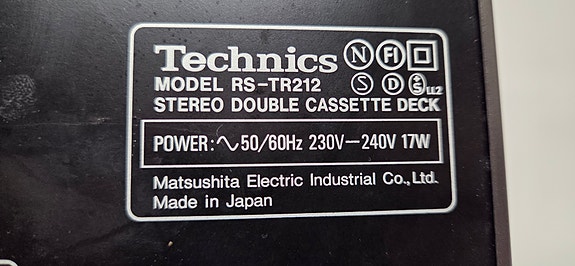 Technics N FI
MODEL RS-TR212 S D S
STEREO DOUBLE CASSETTE DECK
POWER:∿50/60Hz 230V—240V 17W
Matsushita Electric Industrial Co., Ltd.
Made in Japan